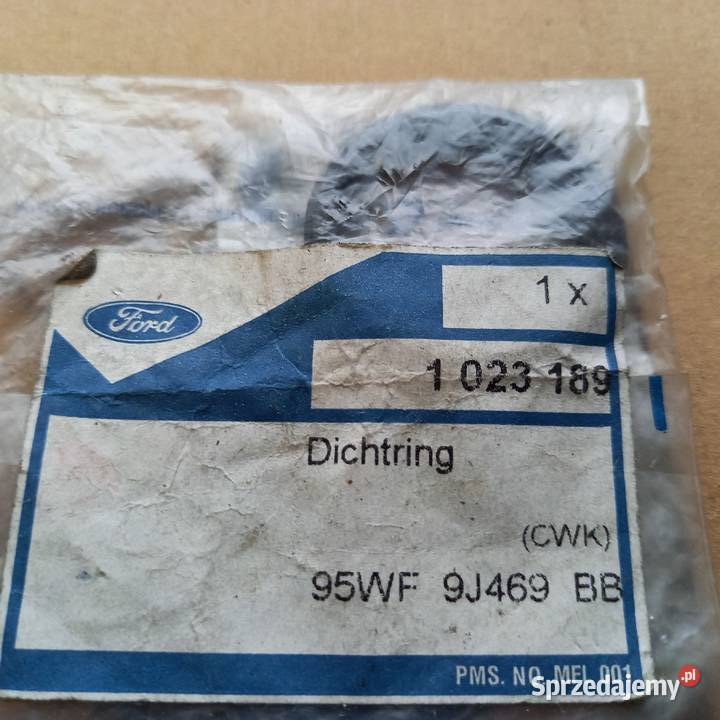 Ford
1 x
1 023 189
Dichtring
(CWK)
95WF 9J469 BB
PMS. NO. MEL 001
Sprzedajemy.pl